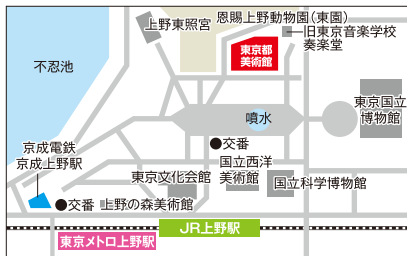 恩賜上野動物園(東園)
上野東照宮
旧東京音楽学校
奏楽堂
東京都
美術館
不忍池
東京国立
博物館
噴水
京成電鉄
京成上野駅
●交番
国立西洋
美術館
東京文化会館
国立科学博物館
●交番
上野の森美術館
JR上野駅
東京メトロ上野駅